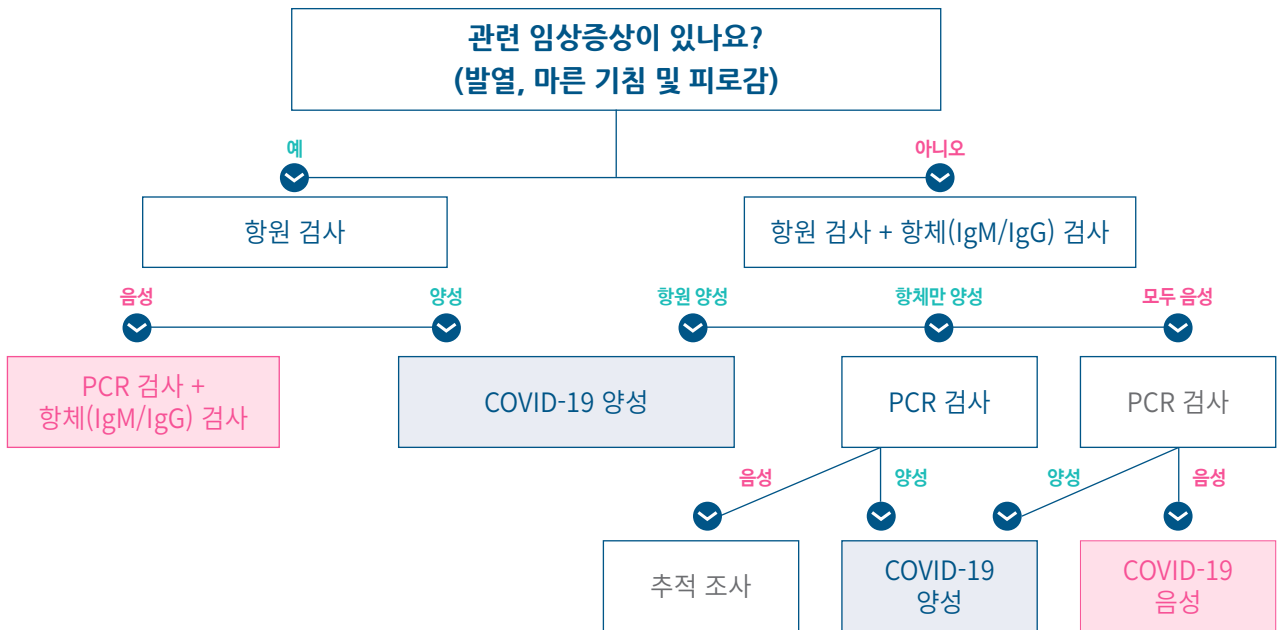 관련 임상증상이 있나요?
(발열, 마른 기침 및 피로감)
예
아니오
항원 검사
항원 검사 + 항체(IgM/IgG) 검사
음성
양성
항원 양성
항체만 양성
모두 음성
PCR 검사 +
항체(IgM/IgG) 검사
COVID-19 양성
PCR 검사
PCR 검사
음성
양성
양성
음성
추적 조사
COVID-19
양성
COVID-19
음성